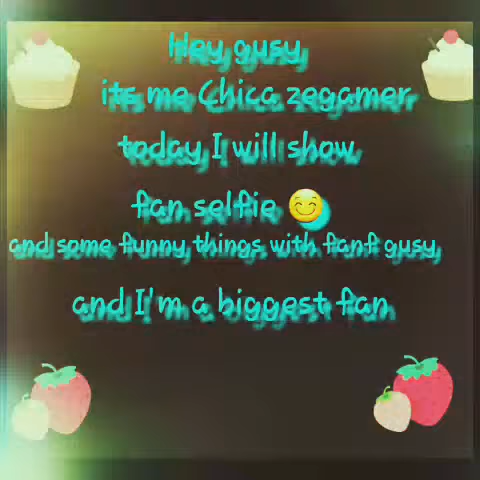 Hey gusy
its me Chica zegamer
today I will show
fan selfie 😊
and some funny things with fanf gusy
and I'm a biggest fan